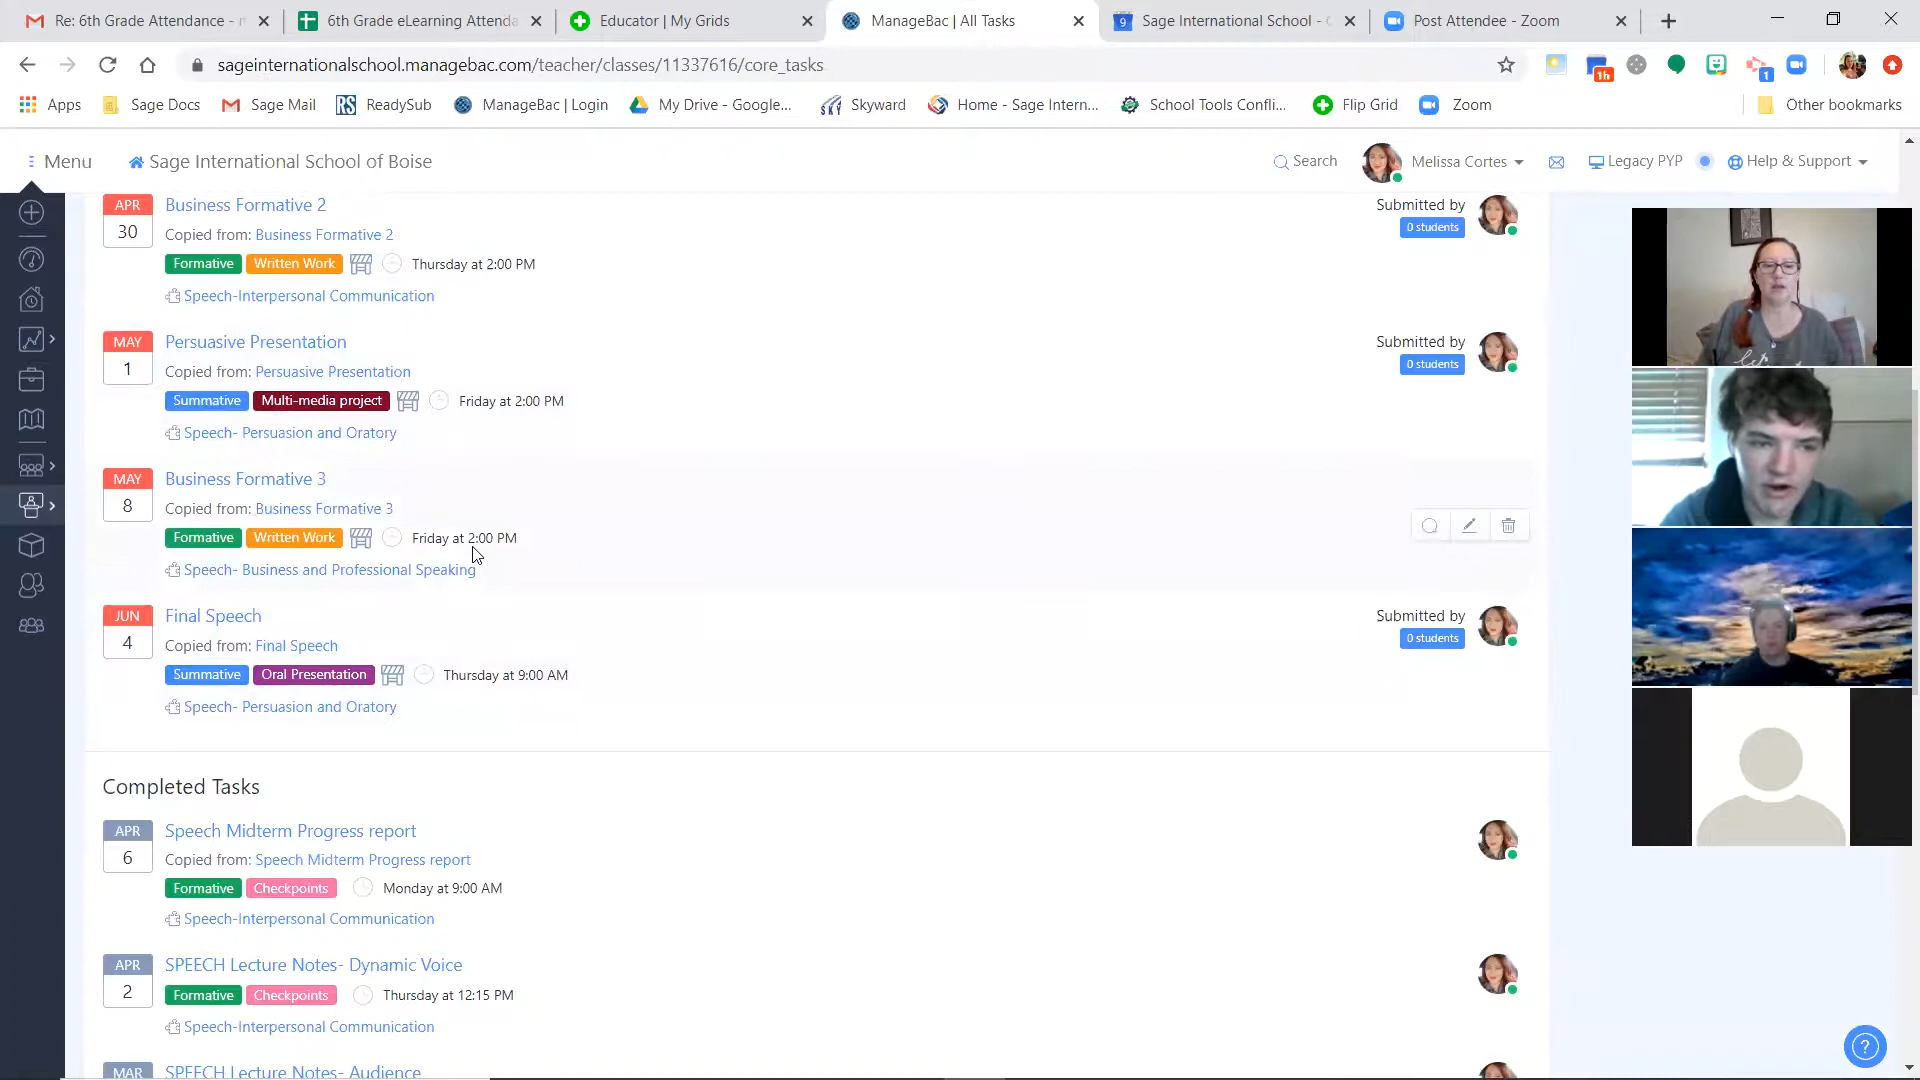 Re: 6th Grade Attendance -
6th Grade eLearning Attenda
Educator | My Grids
ManageBac | All Tasks
9 Sage International School -
Post Attendee - Zoom
sageinternationalschool.managebac.com/teacher/classes/11337616/core_tasks
1h
1
Apps
Sage Docs
Sage Mail
RS ReadySub
ManageBac | Login
My Drive - Google...
SKY Skyward
Home - Sage Intern...
School Tools Confli...
Flip Grid
Zoom
Other bookmarks
Menu
Sage International School of Boise
Search
Melissa Cortes
Legacy PYP
Help & Support
APR
30
Business Formative 2
Copied from: Business Formative 2
Formative Written Work Thursday at 2:00 PM
Speech-Interpersonal Communication
Submitted by
0 students
MAY
1
Persuasive Presentation
Copied from: Persuasive Presentation
Summative Multi-media project Friday at 2:00 PM
Speech- Persuasion and Oratory
Submitted by
0 students
MAY
8
Business Formative 3
Copied from: Business Formative 3
Formative Written Work Friday at 2:00 PM
Speech- Business and Professional Speaking
JUN
4
Final Speech
Copied from: Final Speech
Summative Oral Presentation Thursday at 9:00 AM
Speech- Persuasion and Oratory
Submitted by
0 students
Completed Tasks
APR
6
Speech Midterm Progress report
Copied from: Speech Midterm Progress report
Formative Checkpoints Monday at 9:00 AM
Speech-Interpersonal Communication
APR
2
SPEECH Lecture Notes- Dynamic Voice
Formative Checkpoints Thursday at 12:15 PM
Speech-Interpersonal Communication
MAR
SPEECH Lecture Notes- Audience
?